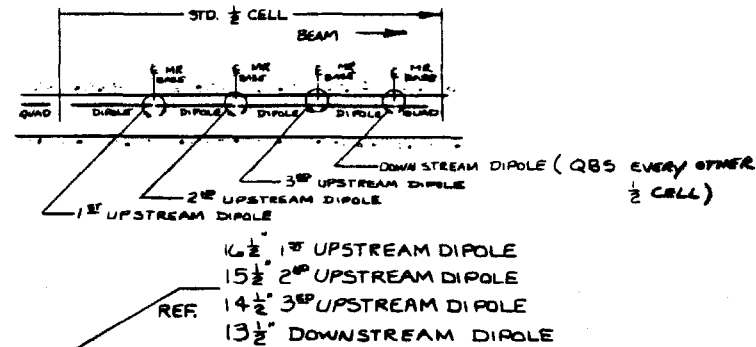 STD. ½ CELL
BEAM
℄ MR BASE ℄ MR BASE ℄ MR BASE ℄ MR BASE
QUAD DIPOLE DIPOLE DIPOLE DIPOLE QUAD
DOWNSTREAM DIPOLE (QBS EVERY OTHER
½ CELL)
3RD UPSTREAM DIPOLE
2ND UPSTREAM DIPOLE
1ST UPSTREAM DIPOLE
16½" 1ST UPSTREAM DIPOLE
15½" 2ND UPSTREAM DIPOLE
REF. 14½" 3RD UPSTREAM DIPOLE
13½" DOWNSTREAM DIPOLE